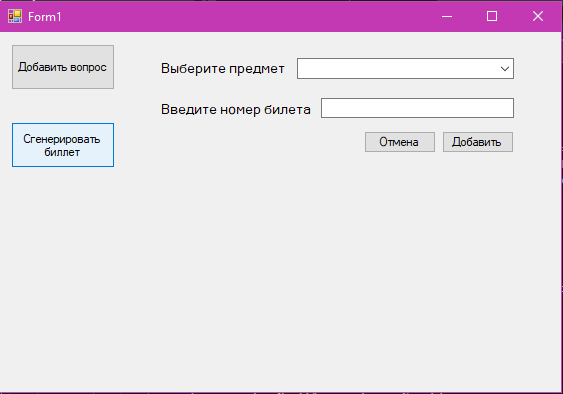 Form1
Добавить вопрос
Выберите предмет
Введите номер билета
Отмена
Добавить
Сгенерировать
биллет